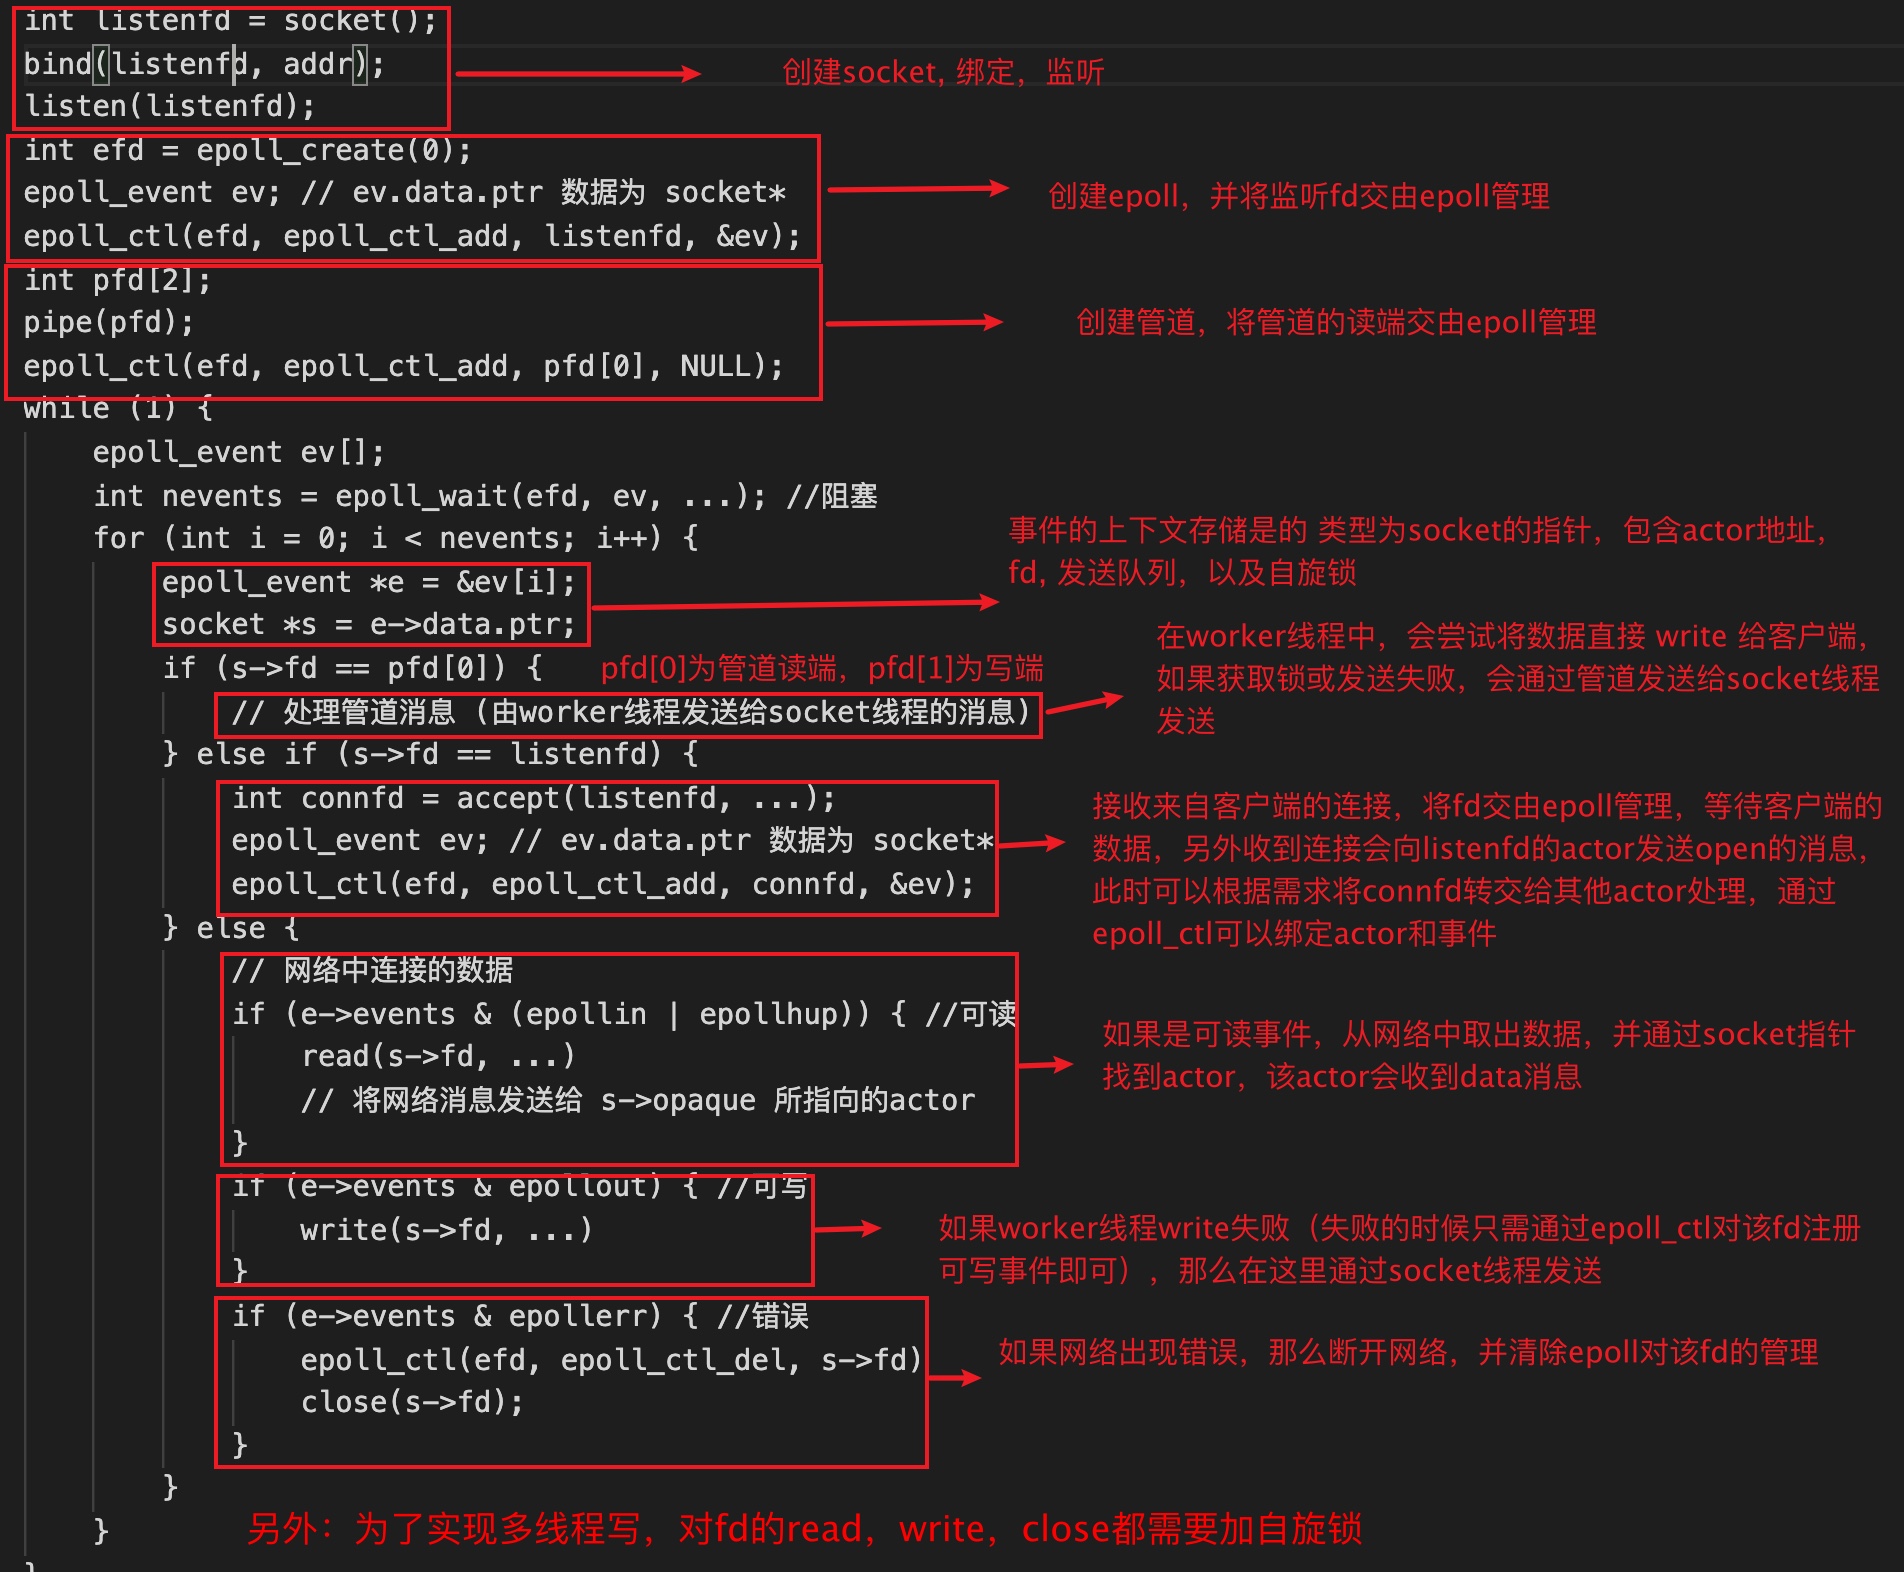 int listenfd = socket();
bind(listenfd, addr);
创建socket, 绑定，监听
listen(listenfd);
int efd = epoll_create(0);
epoll_event ev; // ev.data.ptr 数据为 socket*
创建epoll，并将监听fd交由epoll管理
epoll_ctl(efd, epoll_ctl_add, listenfd, &ev);
int pfd[2];
pipe(pfd);
创建管道，将管道的读端交由epoll管理
epoll_ctl(efd, epoll_ctl_add, pfd[0], NULL);
while (1) {
epoll_event ev[];
int nevents = epoll_wait(efd, ev, ...); //阻塞
for (int i = 0; i < nevents; i++) {
事件的上下文存储是的 类型为socket的指针，包含actor地址，
fd, 发送队列，以及自旋锁
epoll_event *e = &ev[i];
socket *s = e->data.ptr;
if (s->fd == pfd[0]) {
pfd[0]为管道读端，pfd[1]为写端
在worker线程中，会尝试将数据直接 write 给客户端，
如果获取锁或发送失败，会通过管道发送给socket线程
发送
// 处理管道消息 (由worker线程发送给socket线程的消息)
} else if (s->fd == listenfd) {
int connfd = accept(listenfd, ...);
epoll_event ev; // ev.data.ptr 数据为 socket*
epoll_ctl(efd, epoll_ctl_add, connfd, &ev);
接收来自客户端的连接，将fd交由epoll管理，等待客户端的
数据，另外收到连接会向listenfd的actor发送open的消息，
此时可以根据需求将connfd转交给其他actor处理，通过
epoll_ctl可以绑定actor和事件
} else {
// 网络中连接的数据
if (e->events & (epollin | epollhup)) { //可读
read(s->fd, ...)
// 将网络消息发送给 s->opaque 所指向的actor
}
如果是可读事件，从网络中取出数据，并通过socket指针
找到actor，该actor会收到data消息
if (e->events & epollout) { //可写
write(s->fd, ...)
}
如果worker线程write失败（失败的时候只需通过epoll_ctl对该fd注册
可写事件即可），那么在这里通过socket线程发送
if (e->events & epollerr) { //错误
epoll_ctl(efd, epoll_ctl_del, s->fd)
close(s->fd);
}
如果网络出现错误，那么断开网络，并清除epoll对该fd的管理
}
}
另外：为了实现多线程写，对fd的read，write，close都需要加自旋锁
}